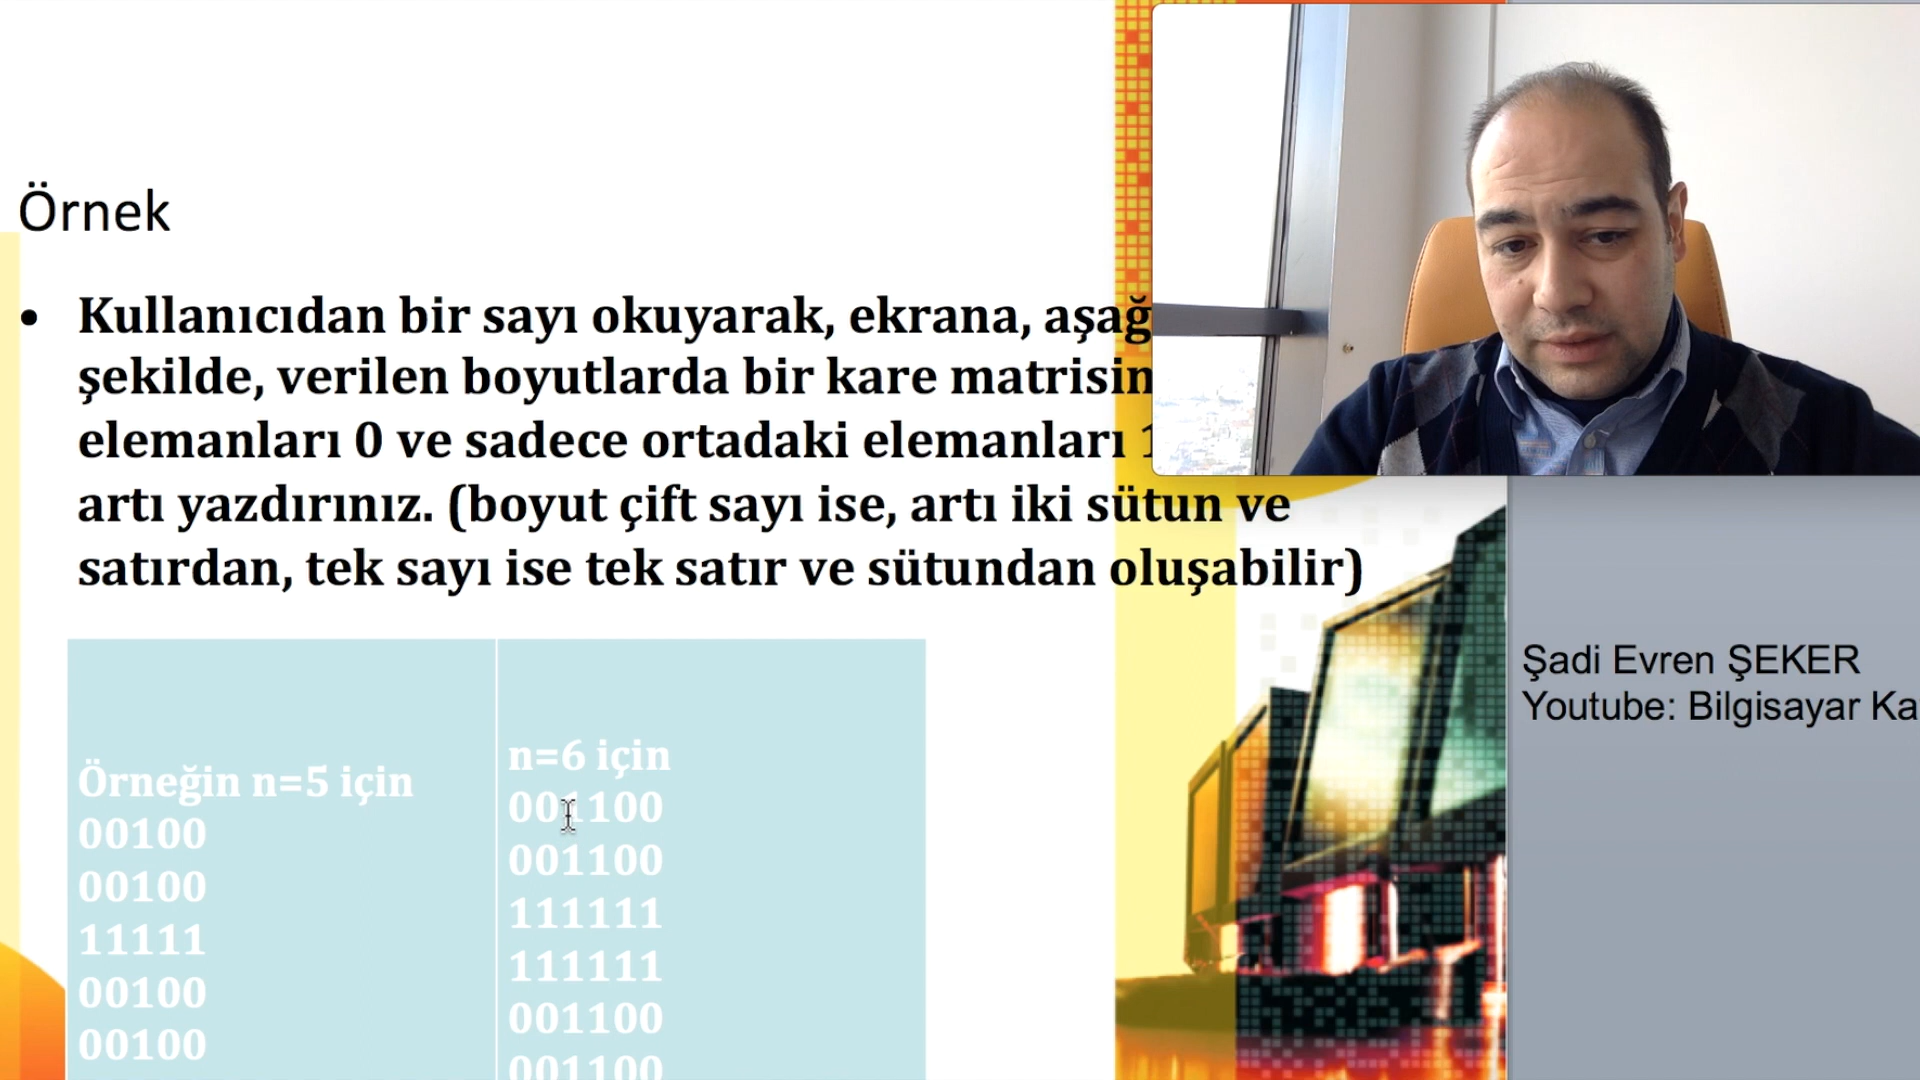 Örnek
• Kullanıcıdan bir sayı okuyarak, ekrana,
şekilde, verilen boyutlarda bir kare matrisin
elemanları 0 ve sadece ortadaki elemanları 1
artı yazdırınız. (boyut çift sayı ise, artı iki sütun ve
satırdan, tek sayı ise tek satır ve sütundan oluşabilir)
Örneğin n=5 için
00100
00100
11111
00100
00100
n=6 için
001100
001100
111111
111111
001100
001100
Şadi Evren ŞEKER
Youtube: Bilgisayar